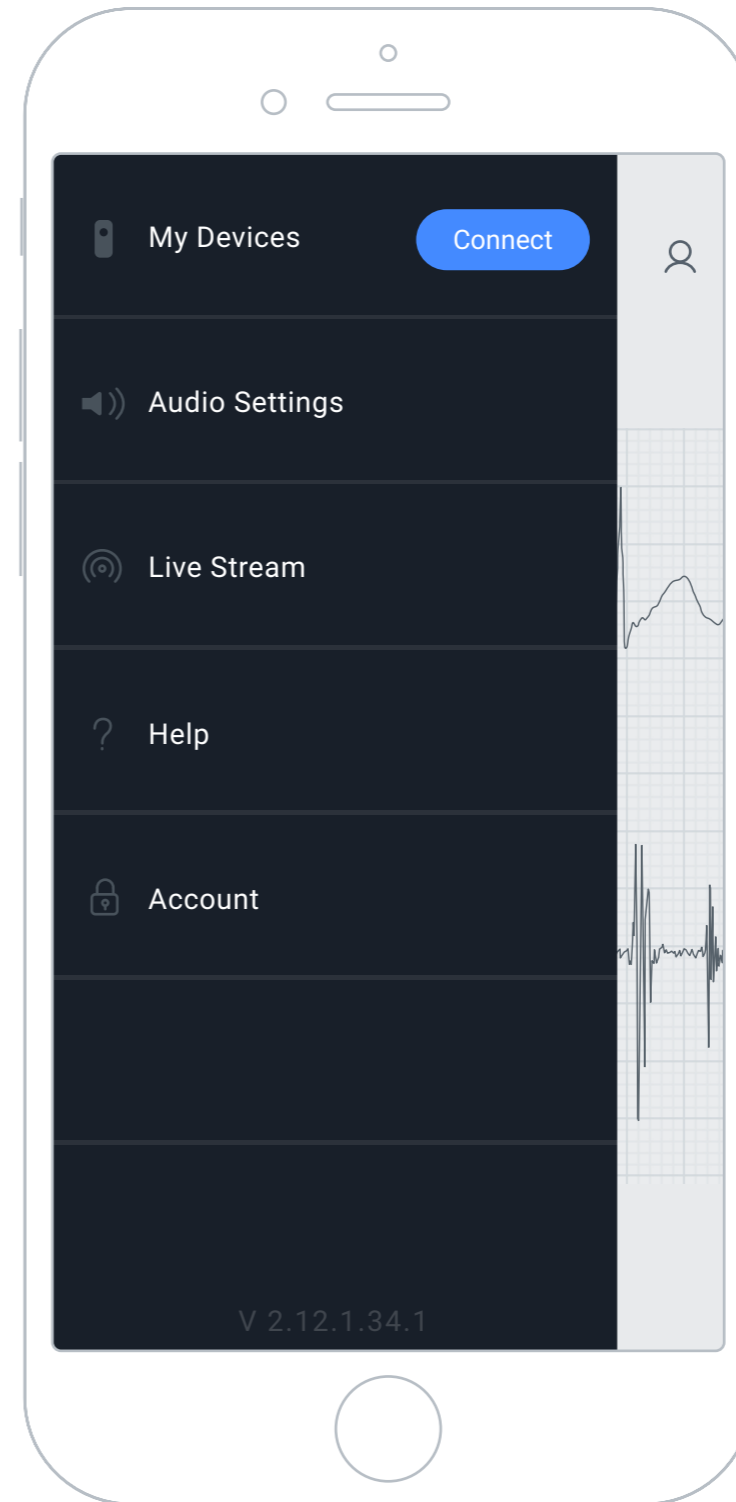 My Devices
Connect
Audio Settings
Live Stream
Help
Account
V 2.12.1.34.1